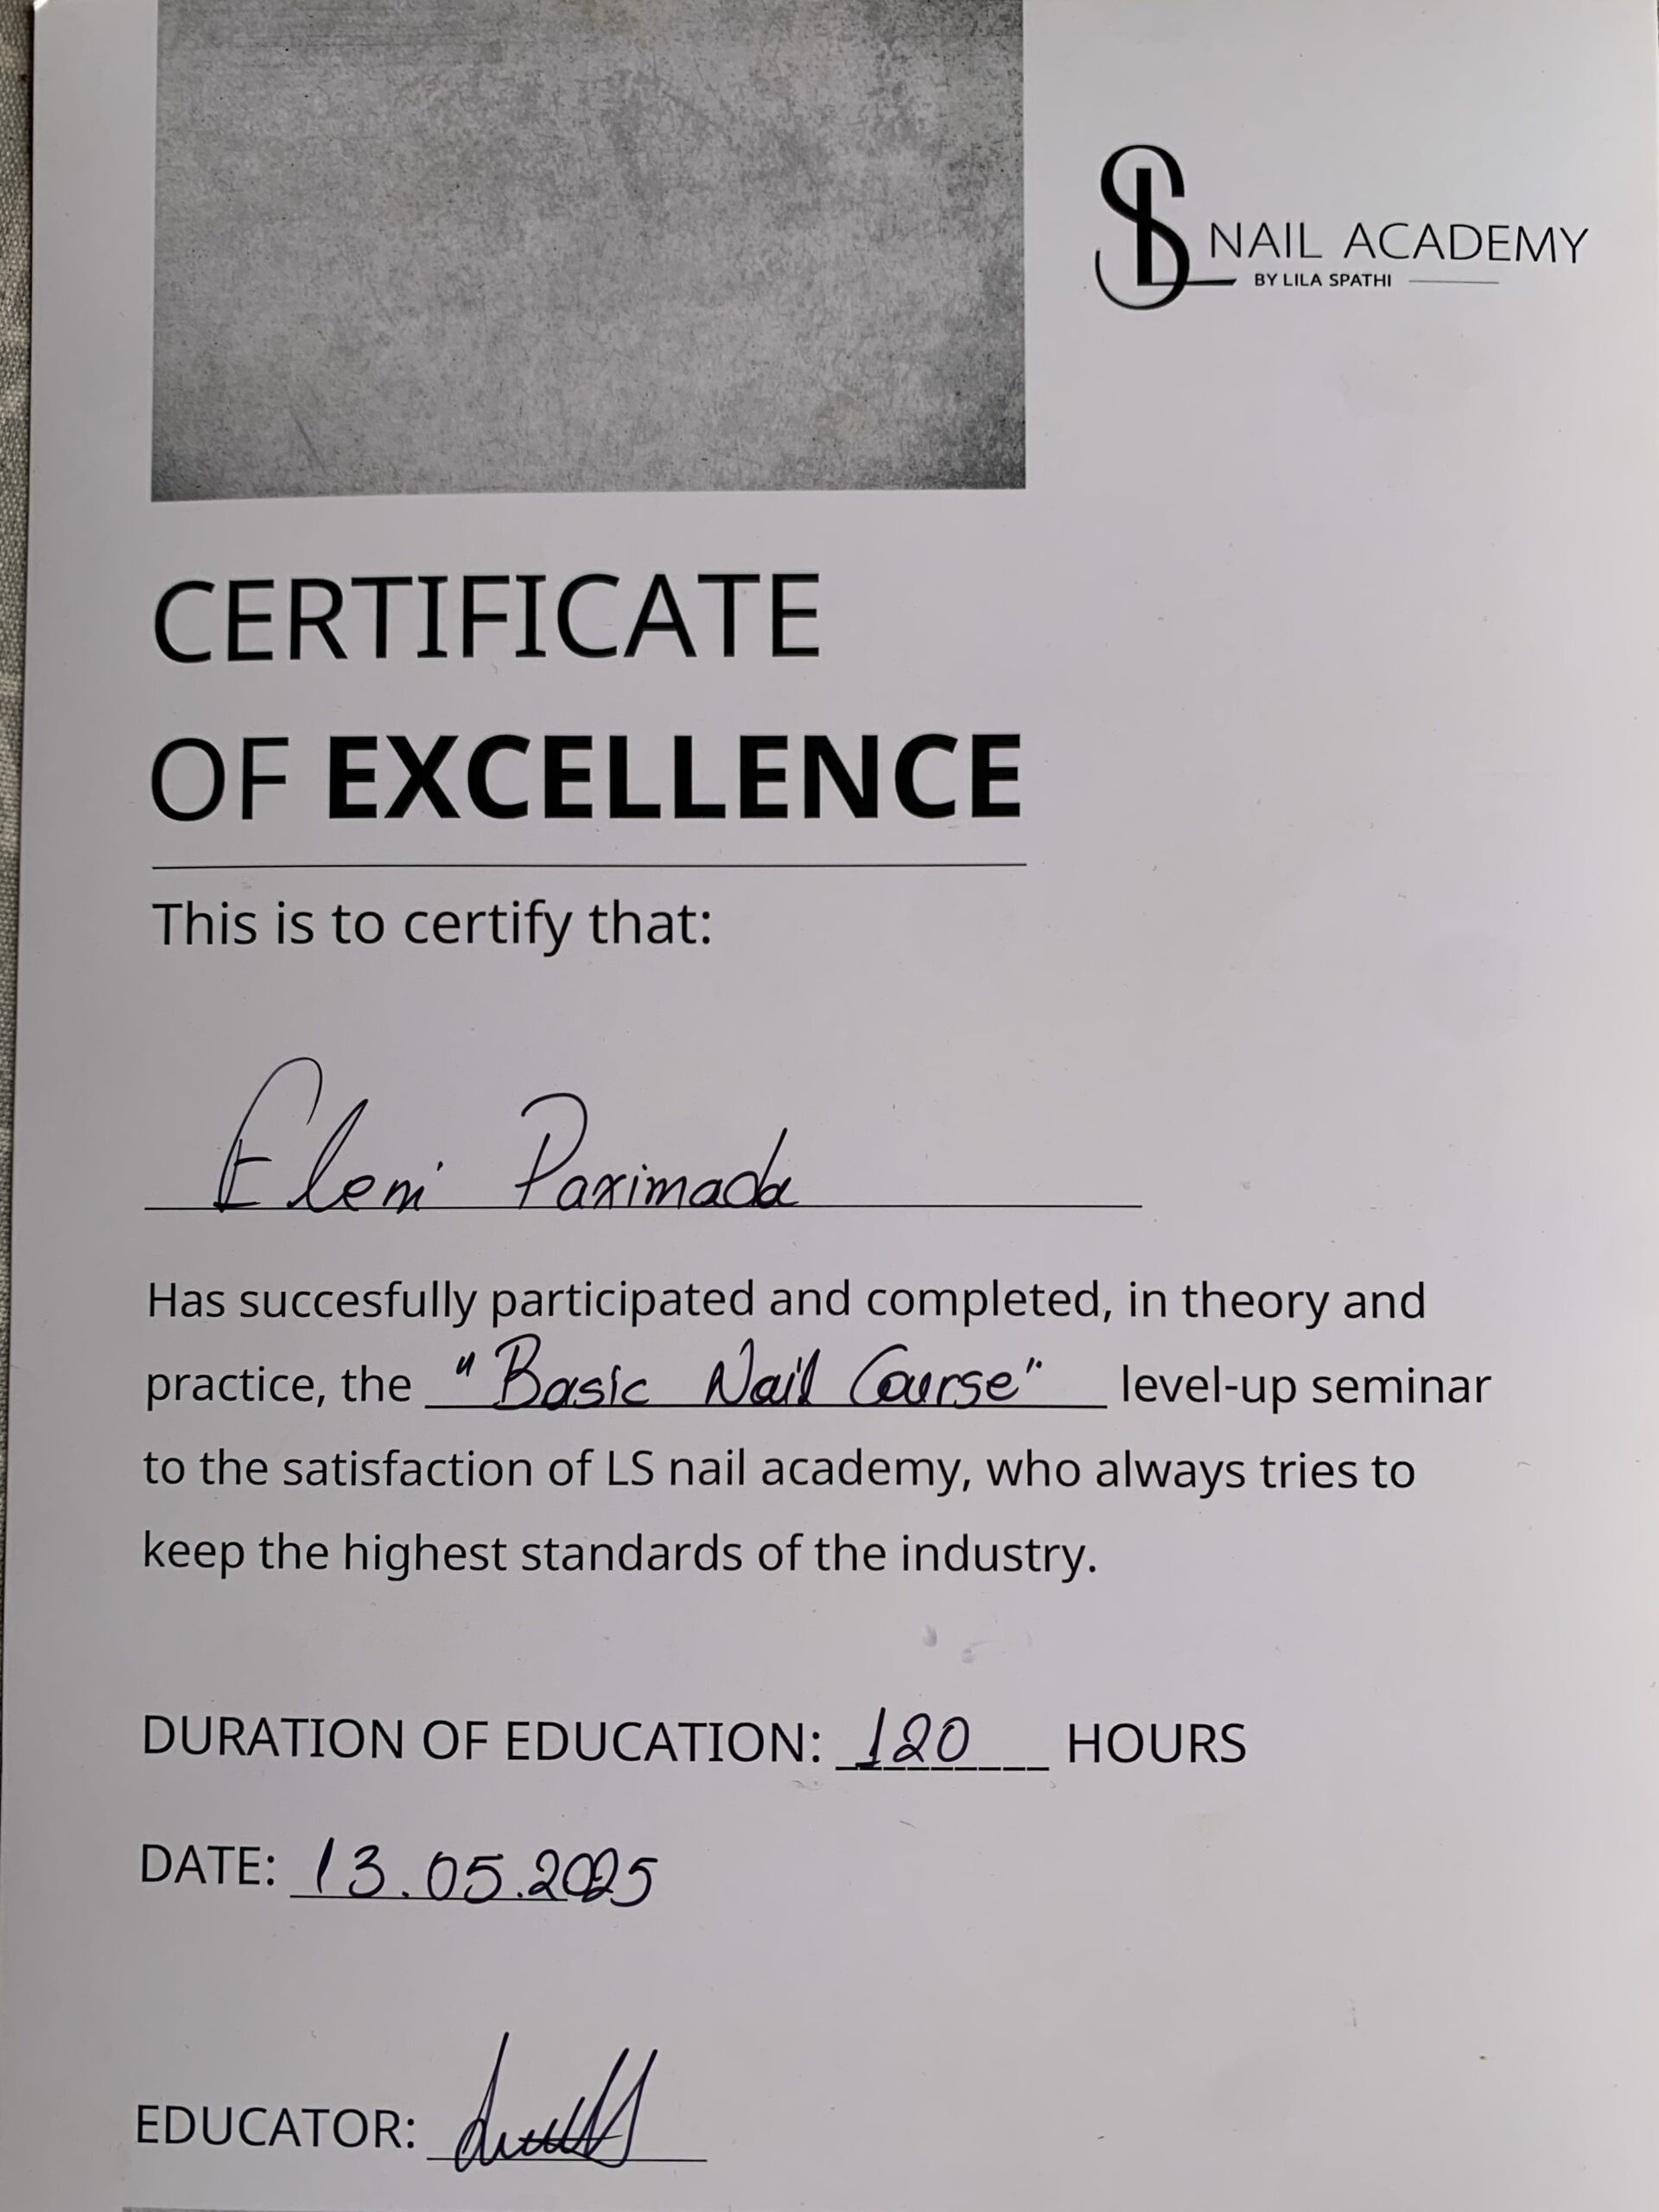 LS NAIL ACADEMY
BY LILA SPATHI
CERTIFICATE
OF EXCELLENCE
This is to certify that:
Eleni Paximada
Has succesfully participated and completed, in theory and
practice, the "Basic Nail Course" level-up seminar
to the satisfaction of LS nail academy, who always tries to
keep the highest standards of the industry.
DURATION OF EDUCATION: 120 HOURS
DATE: 13.05.2025
EDUCATOR: